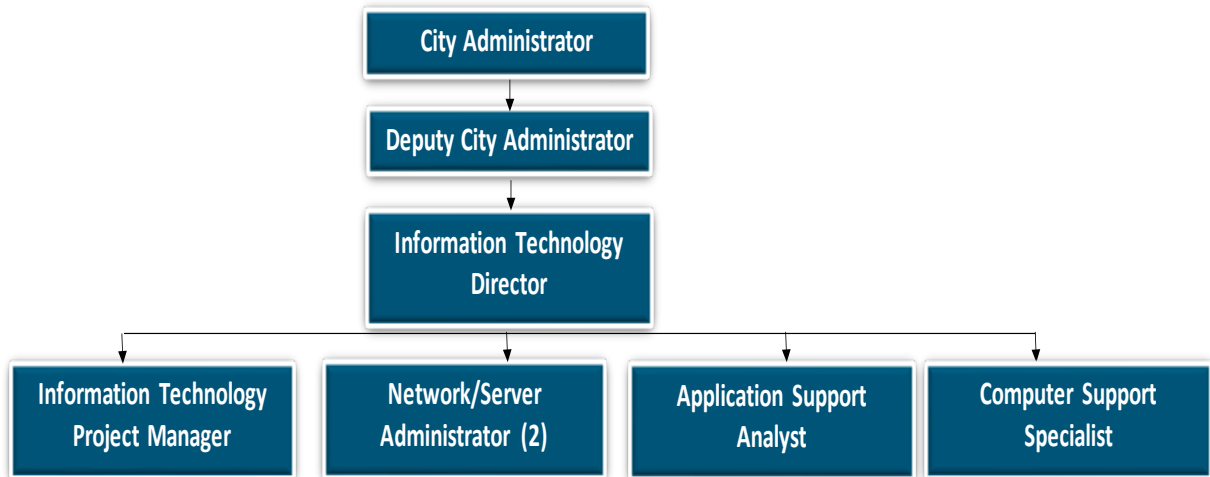 City Administrator
Deputy City Administrator
Information Technology
Director
Information Technology
Project Manager
Network/Server
Administrator (2)
Application Support
Analyst
Computer Support
Specialist